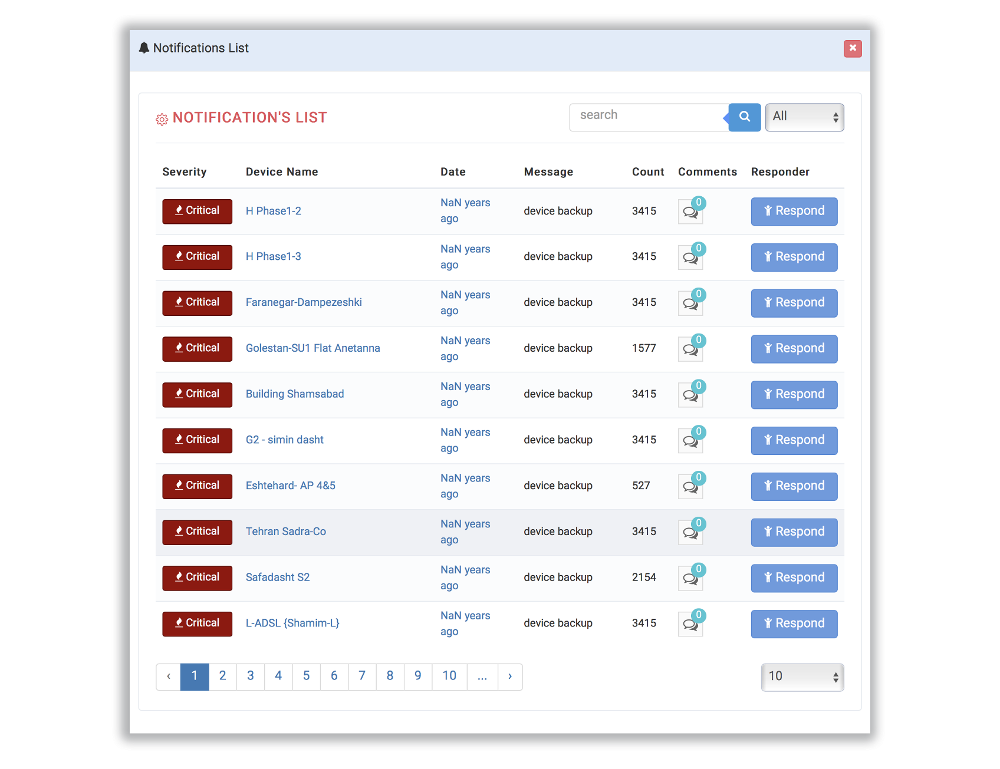 Notifications List
NOTIFICATION'S LIST
search
All
Severity Device Name Date Message Count Comments Responder
Critical H Phase1-2 NaN years ago device backup 3415 0 Respond
Critical H Phase1-3 NaN years ago device backup 3415 0 Respond
Critical Faranegar-Dampezeshki NaN years ago device backup 3415 0 Respond
Critical Golestan-SU1 Flat Anetanna NaN years ago device backup 1577 0 Respond
Critical Building Shamsabad NaN years ago device backup 3415 0 Respond
Critical G2 - simin dasht NaN years ago device backup 3415 0 Respond
Critical Eshtehard- AP 4&5 NaN years ago device backup 527 0 Respond
Critical Tehran Sadra-Co NaN years ago device backup 3415 0 Respond
Critical Safadasht S2 NaN years ago device backup 2154 0 Respond
Critical L-ADSL {Shamim-L} NaN years ago device backup 3415 0 Respond
‹ 1 2 3 4 5 6 7 8 9 10 ... ›
10